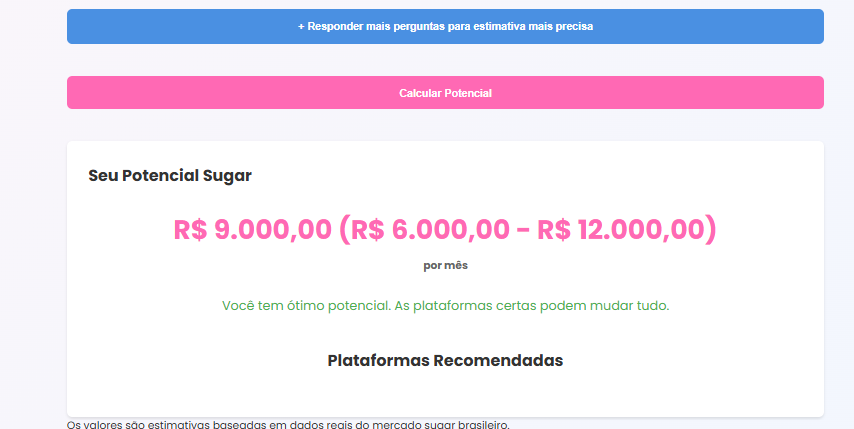 + Responder mais perguntas para estimativa mais precisa
Calcular Potencial
Seu Potencial Sugar
R$ 9.000,00 (R$ 6.000,00 - R$ 12.000,00)
por mês
Você tem ótimo potencial. As plataformas certas podem mudar tudo.
Plataformas Recomendadas
Os valores são estimativas baseadas em dados reais do mercado sugar brasileiro.